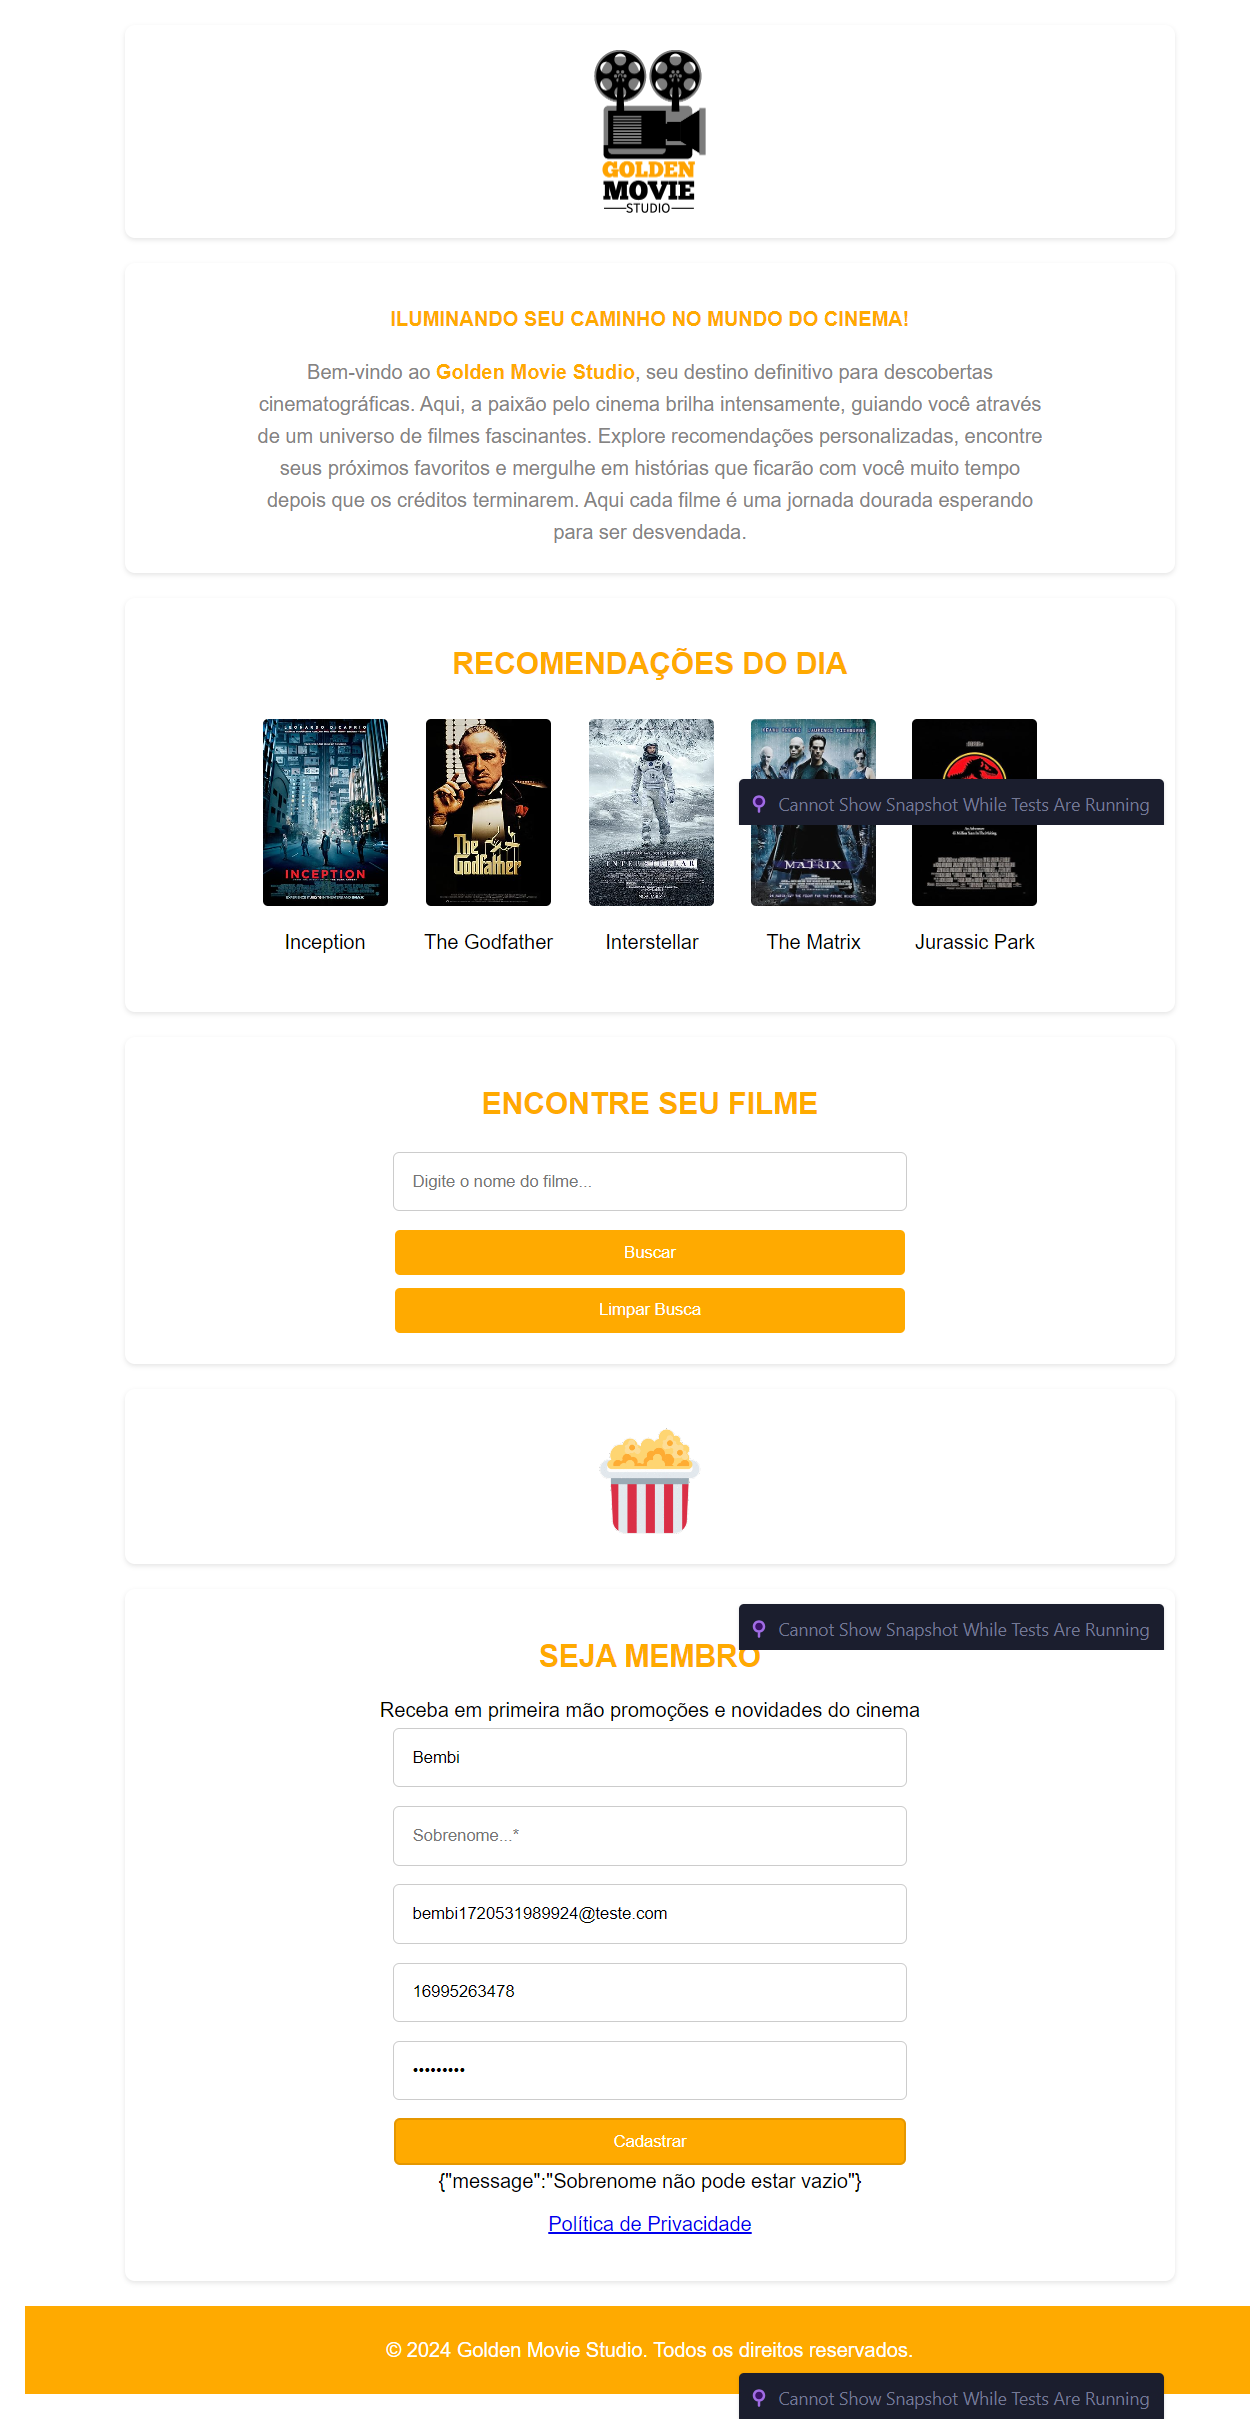 GOLDEN
MOVIE
STUDIO
ILUMINANDO SEU CAMINHO NO MUNDO DO CINEMA!
Bem-vindo ao Golden Movie Studio, seu destino definitivo para descobertas
cinematográficas. Aqui, a paixão pelo cinema brilha intensamente, guiando você através
de um universo de filmes fascinantes. Explore recomendações personalizadas, encontre
seus próximos favoritos e mergulhe em histórias que ficarão com você muito tempo
depois que os créditos terminarem. Aqui cada filme é uma jornada dourada esperando
para ser desvendada.
RECOMENDAÇÕES DO DIA
LEONARDO DICAPRIO
INCEPTION
The
Godfather
INTERSTELLAR
KEANU REEVES LAURENCE FISHBURNE
MATRIX
Cannot Show Snapshot While Tests Are Running
Inception
The Godfather
Interstellar
The Matrix
Jurassic Park
ENCONTRE SEU FILME
Digite o nome do filme...
Buscar
Limpar Busca
Cannot Show Snapshot While Tests Are Running
SEJA MEMBRO
Receba em primeira mão promoções e novidades do cinema
Bembi
Sobrenome...*
bembi1720531989924@teste.com
16995263478
•••••••••
Cadastrar
{"message":"Sobrenome não pode estar vazio"}
Política de Privacidade
© 2024 Golden Movie Studio. Todos os direitos reservados.
Cannot Show Snapshot While Tests Are Running